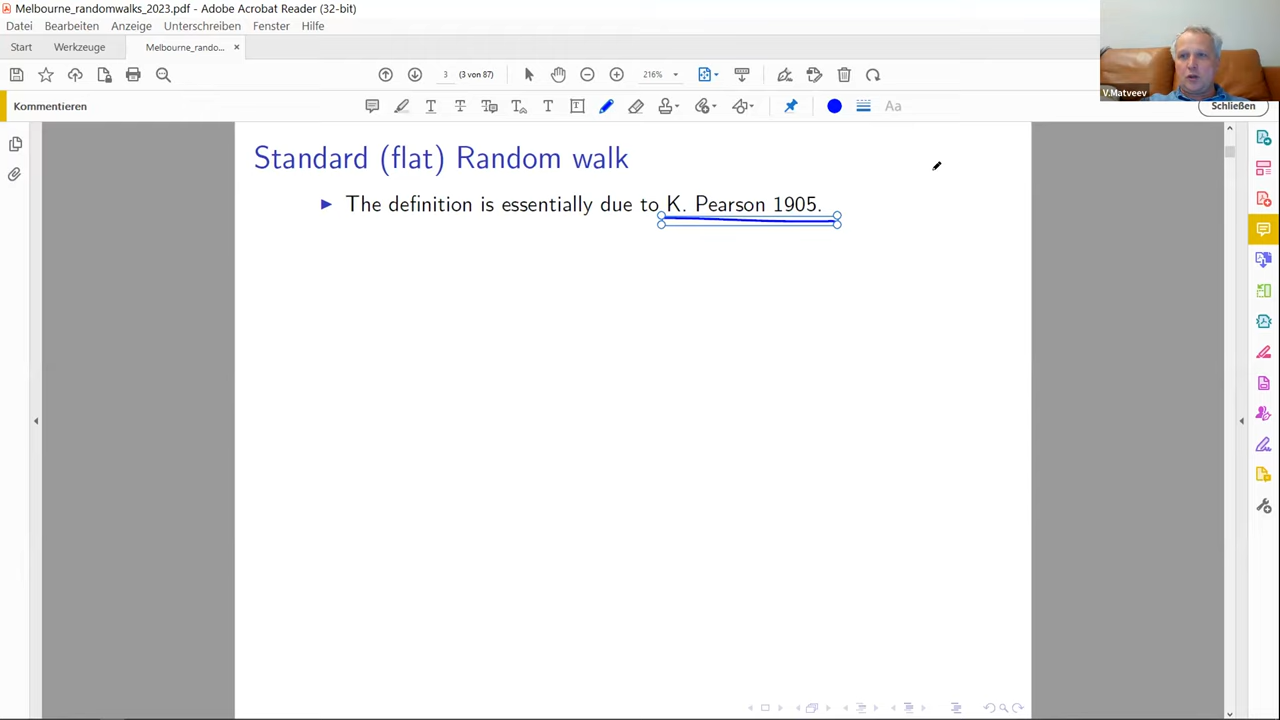 Melbourne_randomwalks_2023.pdf - Adobe Acrobat Reader (32-bit)
Datei Bearbeiten Anzeige Unterschreiben Fenster Hilfe
Start Werkzeuge Melbourne_rando... ×
3 (3 von 87) 216%
V.Matveev
Kommentieren Aa Schließen
Standard (flat) Random walk
▶ The definition is essentially due to K. Pearson 1905.